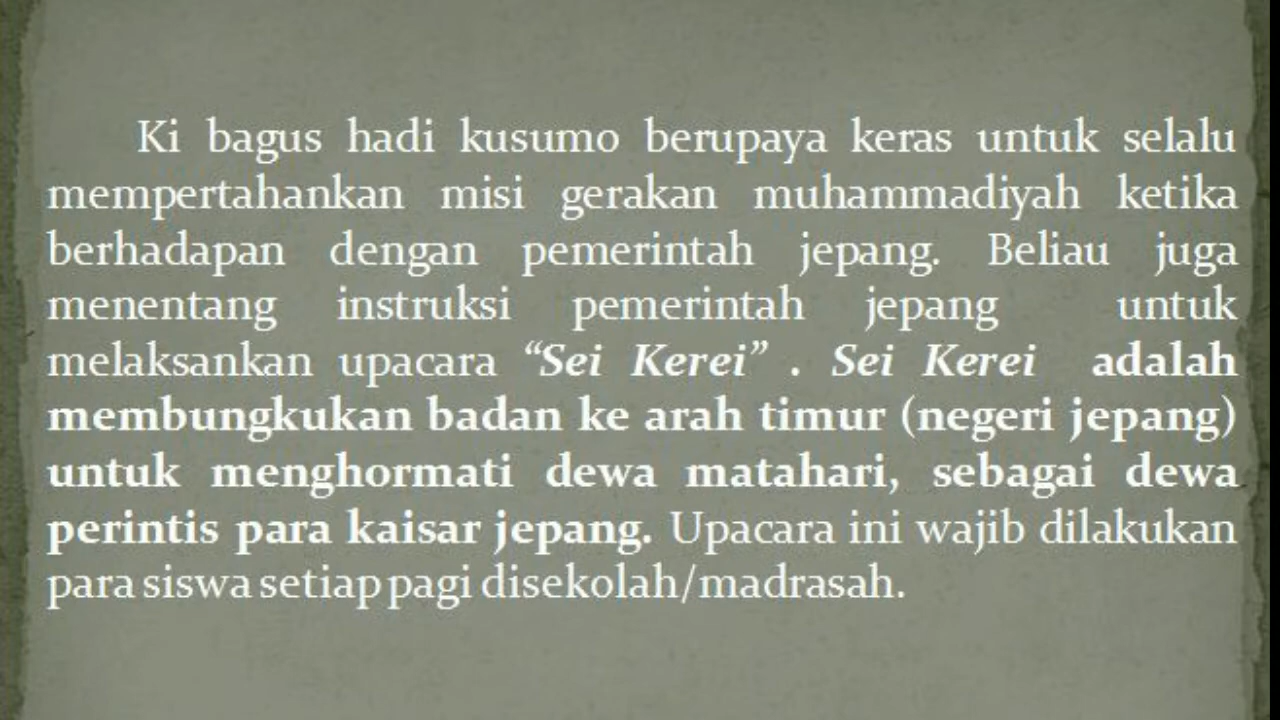 Ki bagus hadi kusumo berupaya keras untuk selalu
mempertahankan misi gerakan muhammadiyah ketika
berhadapan dengan pemerintah jepang. Beliau juga
menentang instruksi pemerintah jepang untuk
melaksankan upacara “Sei Kerei” . Sei Kerei adalah
membungkukan badan ke arah timur (negeri jepang)
untuk menghormati dewa matahari, sebagai dewa
perintis para kaisar jepang. Upacara ini wajib dilakukan
para siswa setiap pagi disekolah/madrasah.